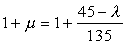 1 + μ = 1 + (45 − λ)/135